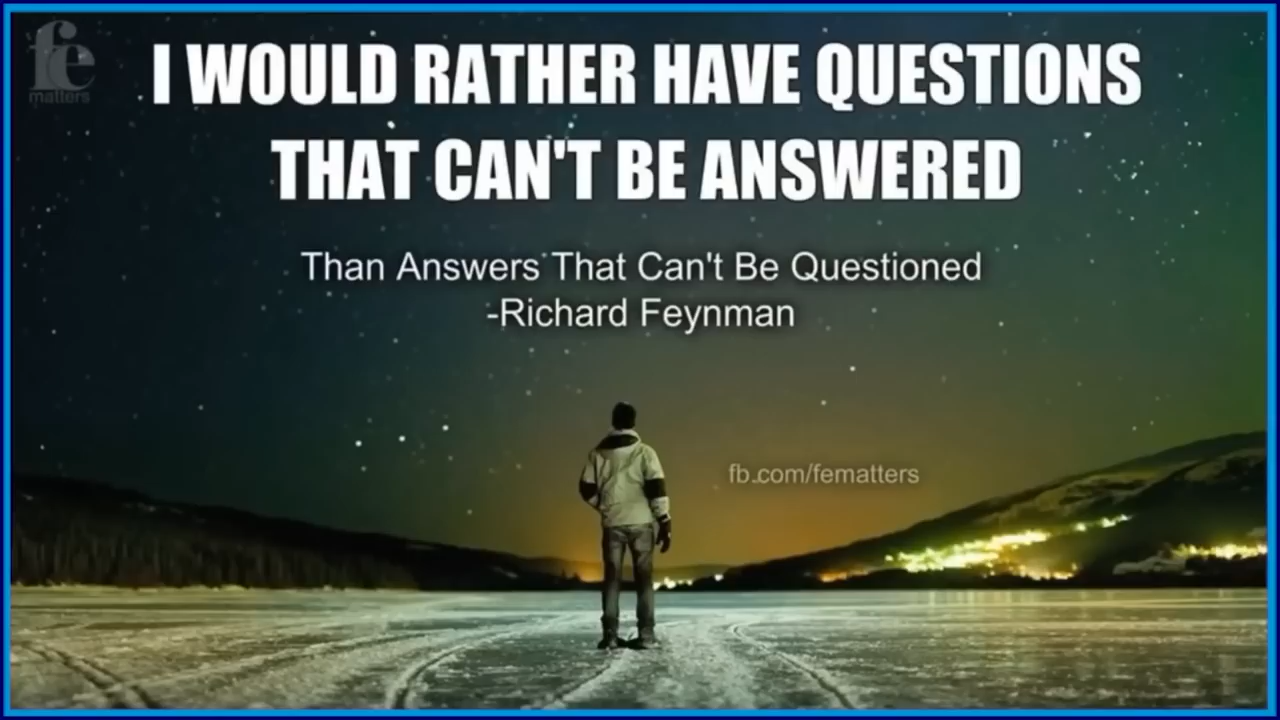 fe
matters
I WOULD RATHER HAVE QUESTIONS
THAT CAN'T BE ANSWERED
Than Answers That Can't Be Questioned
-Richard Feynman
fb.com/fematters